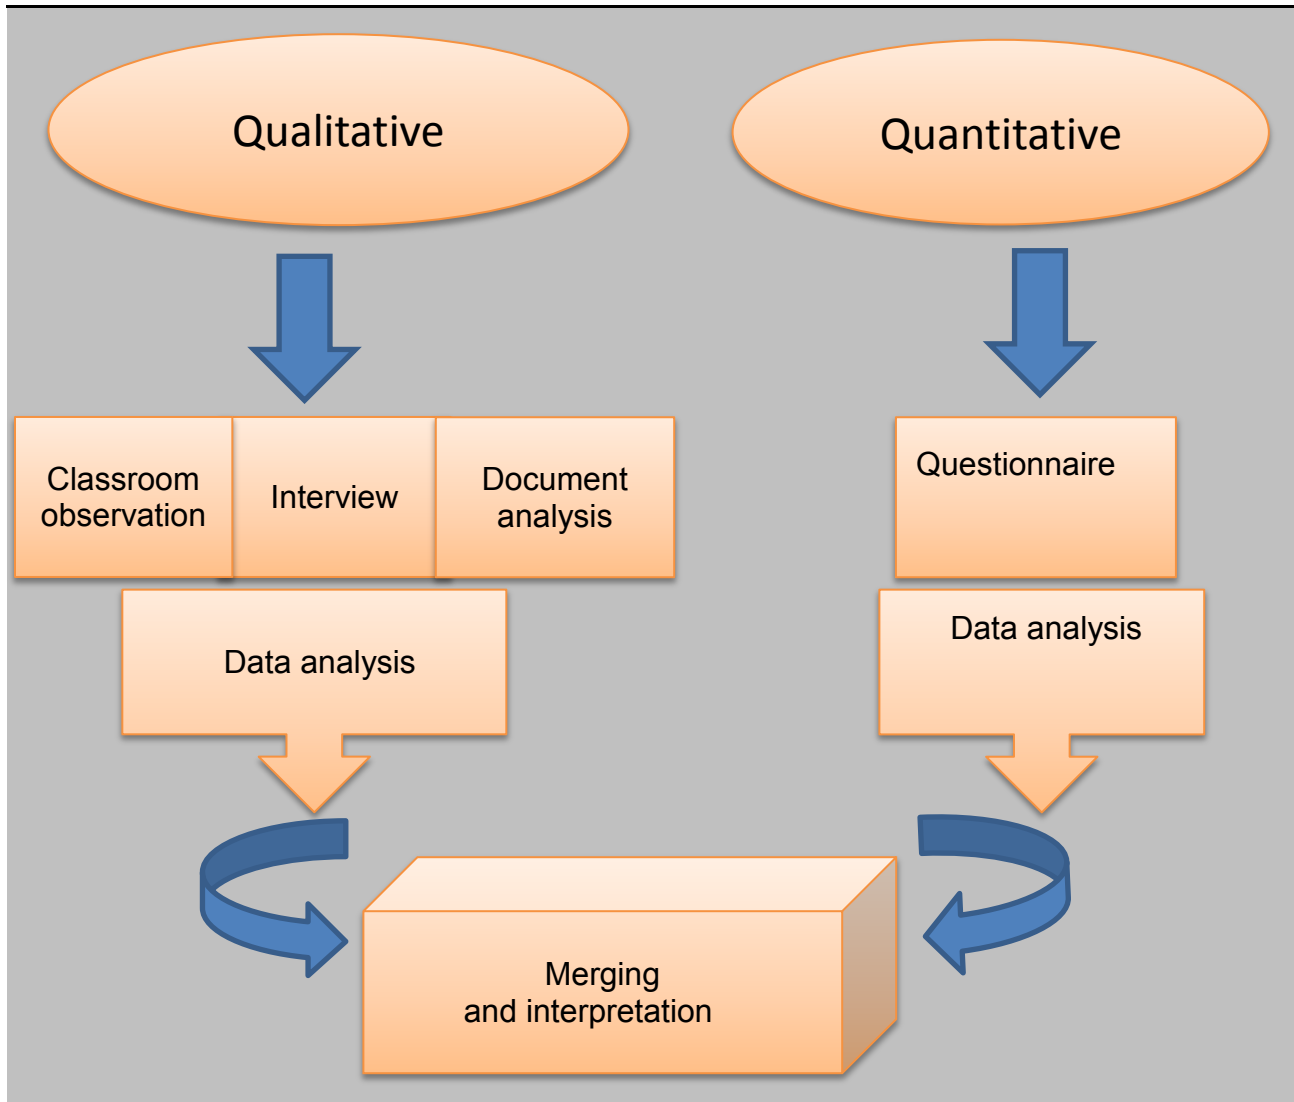 Qualitative
Quantitative
Classroom
observation
Interview
Document
analysis
Questionnaire
Data analysis
Data analysis
Merging
and interpretation